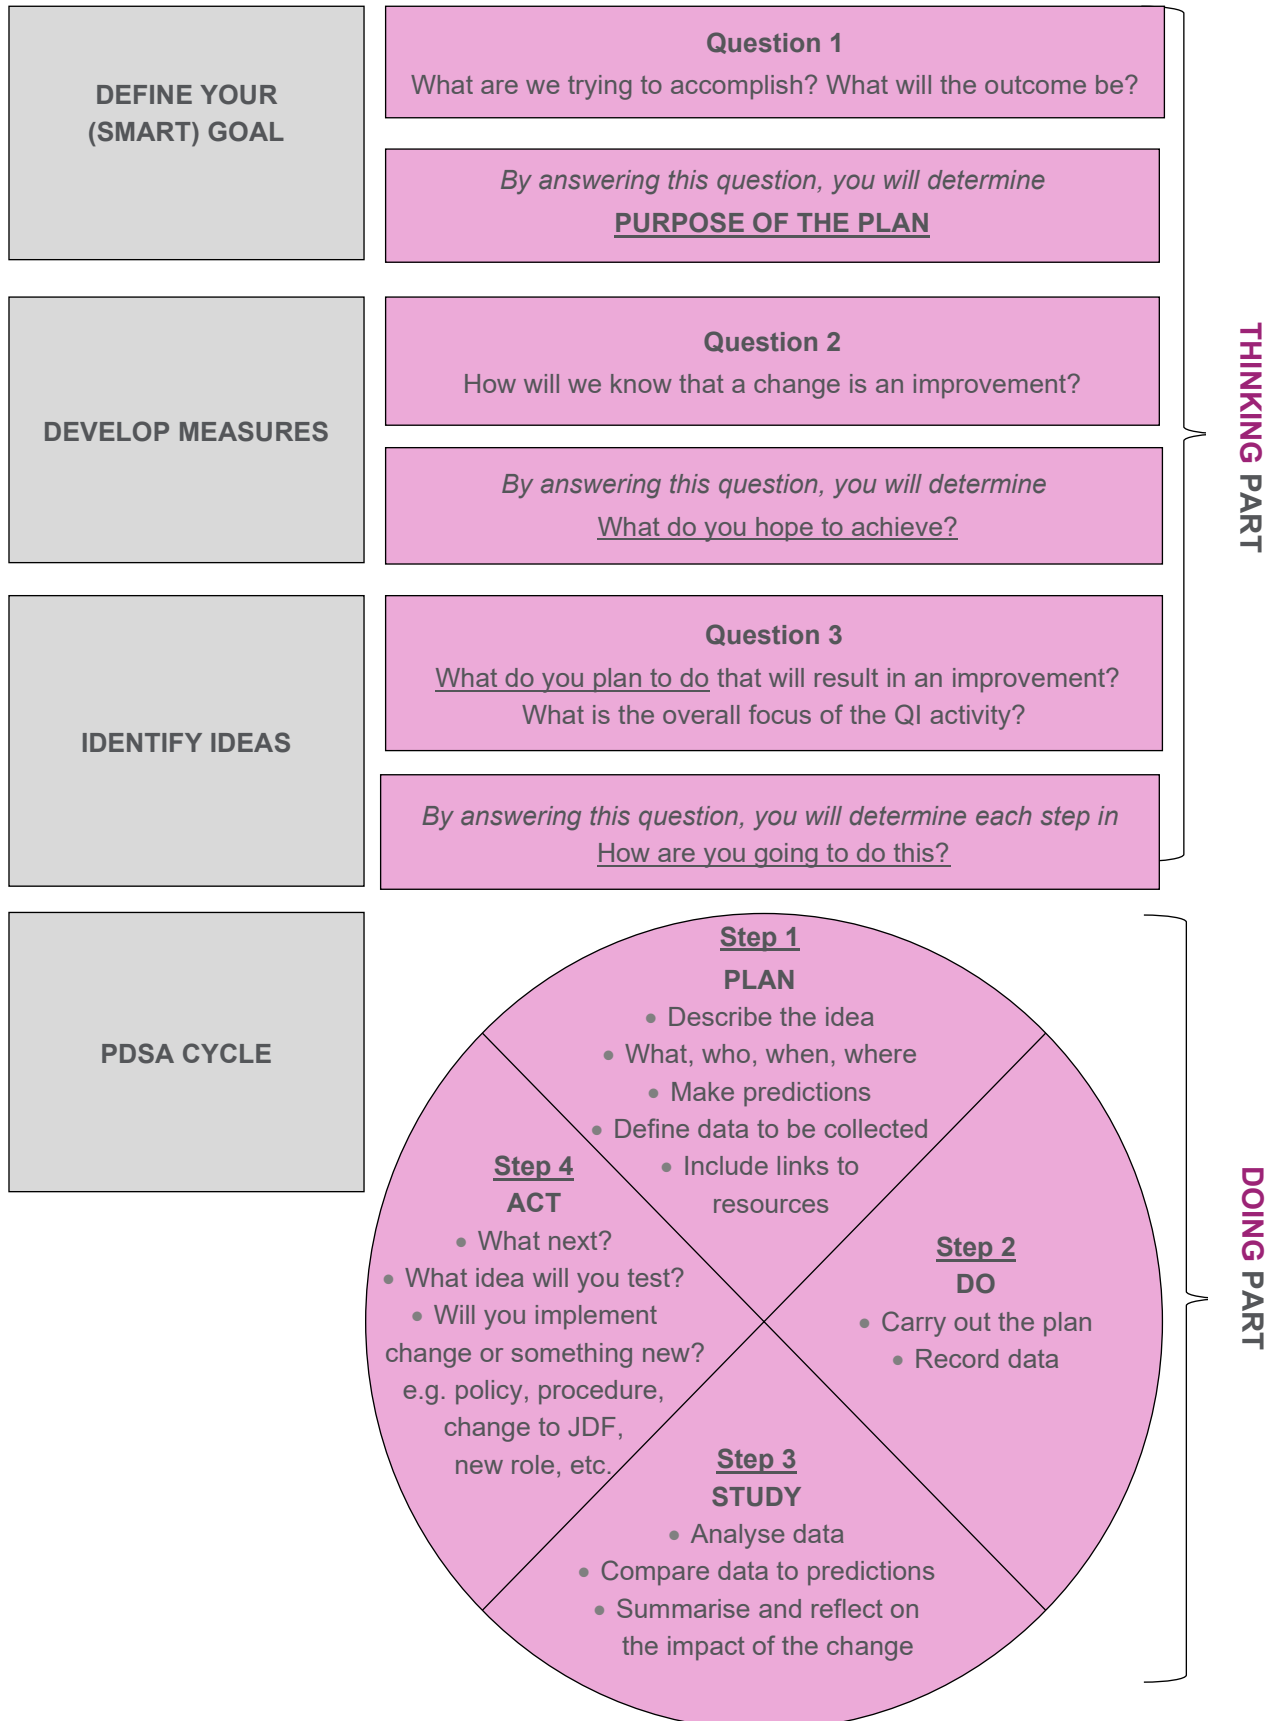 DEFINE YOUR
(SMART) GOAL
Question 1
What are we trying to accomplish? What will the outcome be?
By answering this question, you will determine
PURPOSE OF THE PLAN
DEVELOP MEASURES
Question 2
How will we know that a change is an improvement?
By answering this question, you will determine
What do you hope to achieve?
IDENTIFY IDEAS
Question 3
What do you plan to do that will result in an improvement?
What is the overall focus of the QI activity?
By answering this question, you will determine each step in
How are you going to do this?
THINKING PART
PDSA CYCLE
Step 1
PLAN
• Describe the idea
• What, who, when, where
• Make predictions
• Define data to be collected
• Include links to
resources
Step 2
DO
• Carry out the plan
• Record data
Step 3
STUDY
• Analyse data
• Compare data to predictions
• Summarise and reflect on
the impact of the change
Step 4
ACT
• What next?
• What idea will you test?
• Will you implement
change or something new?
e.g. policy, procedure,
change to JDF,
new role, etc.
DOING PART